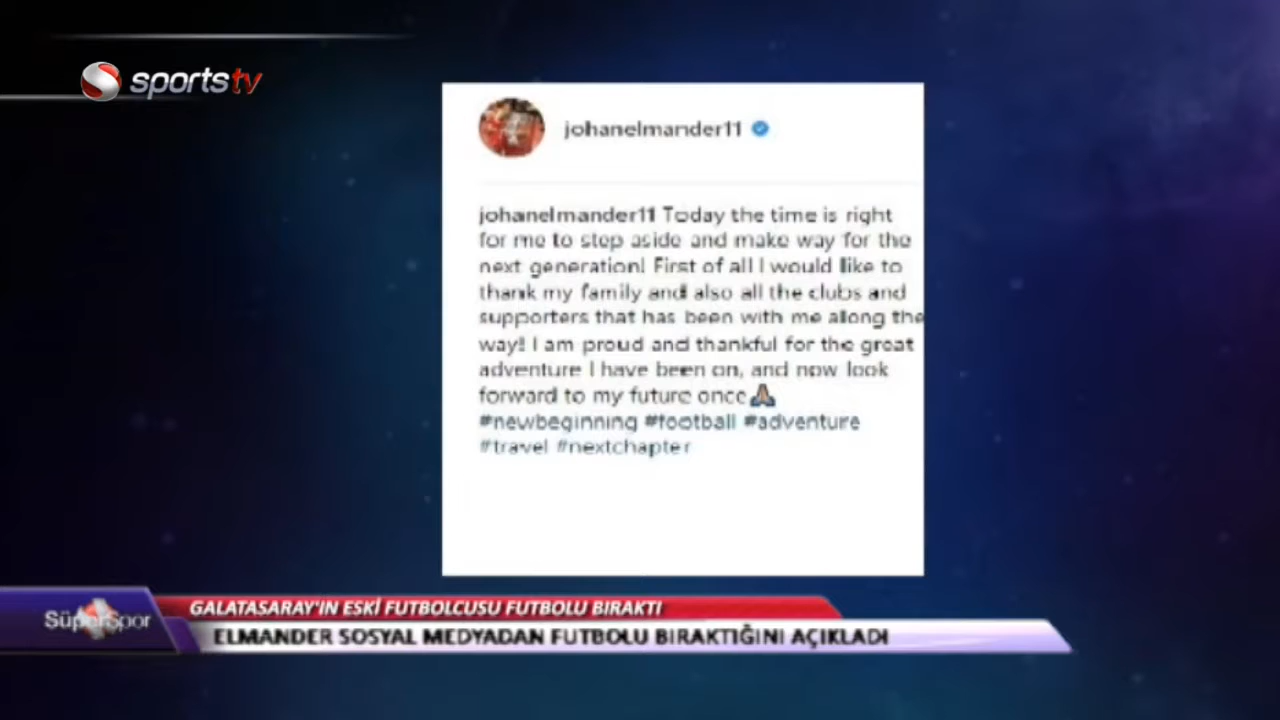 sportstv
johanelmander11
johanelmander11 Today the time is right
for me to step aside and make way for the
next generation! First of all I would like to
thank my family and also all the clubs and
supporters that has been with me along the
way! I am proud and thankful for the great
adventure I have been on, and now look
forward to my future once🙏🏽
#newbeginning #football #adventure
#travel #nextchapter
GALATASARAY'IN ESKİ FUTBOLCUSU FUTBOLU BIRAKTI
SüperSpor
ELMANDER SOSYAL MEDYADAN FUTBOLU BIRAKTIĞINI AÇIKLADI